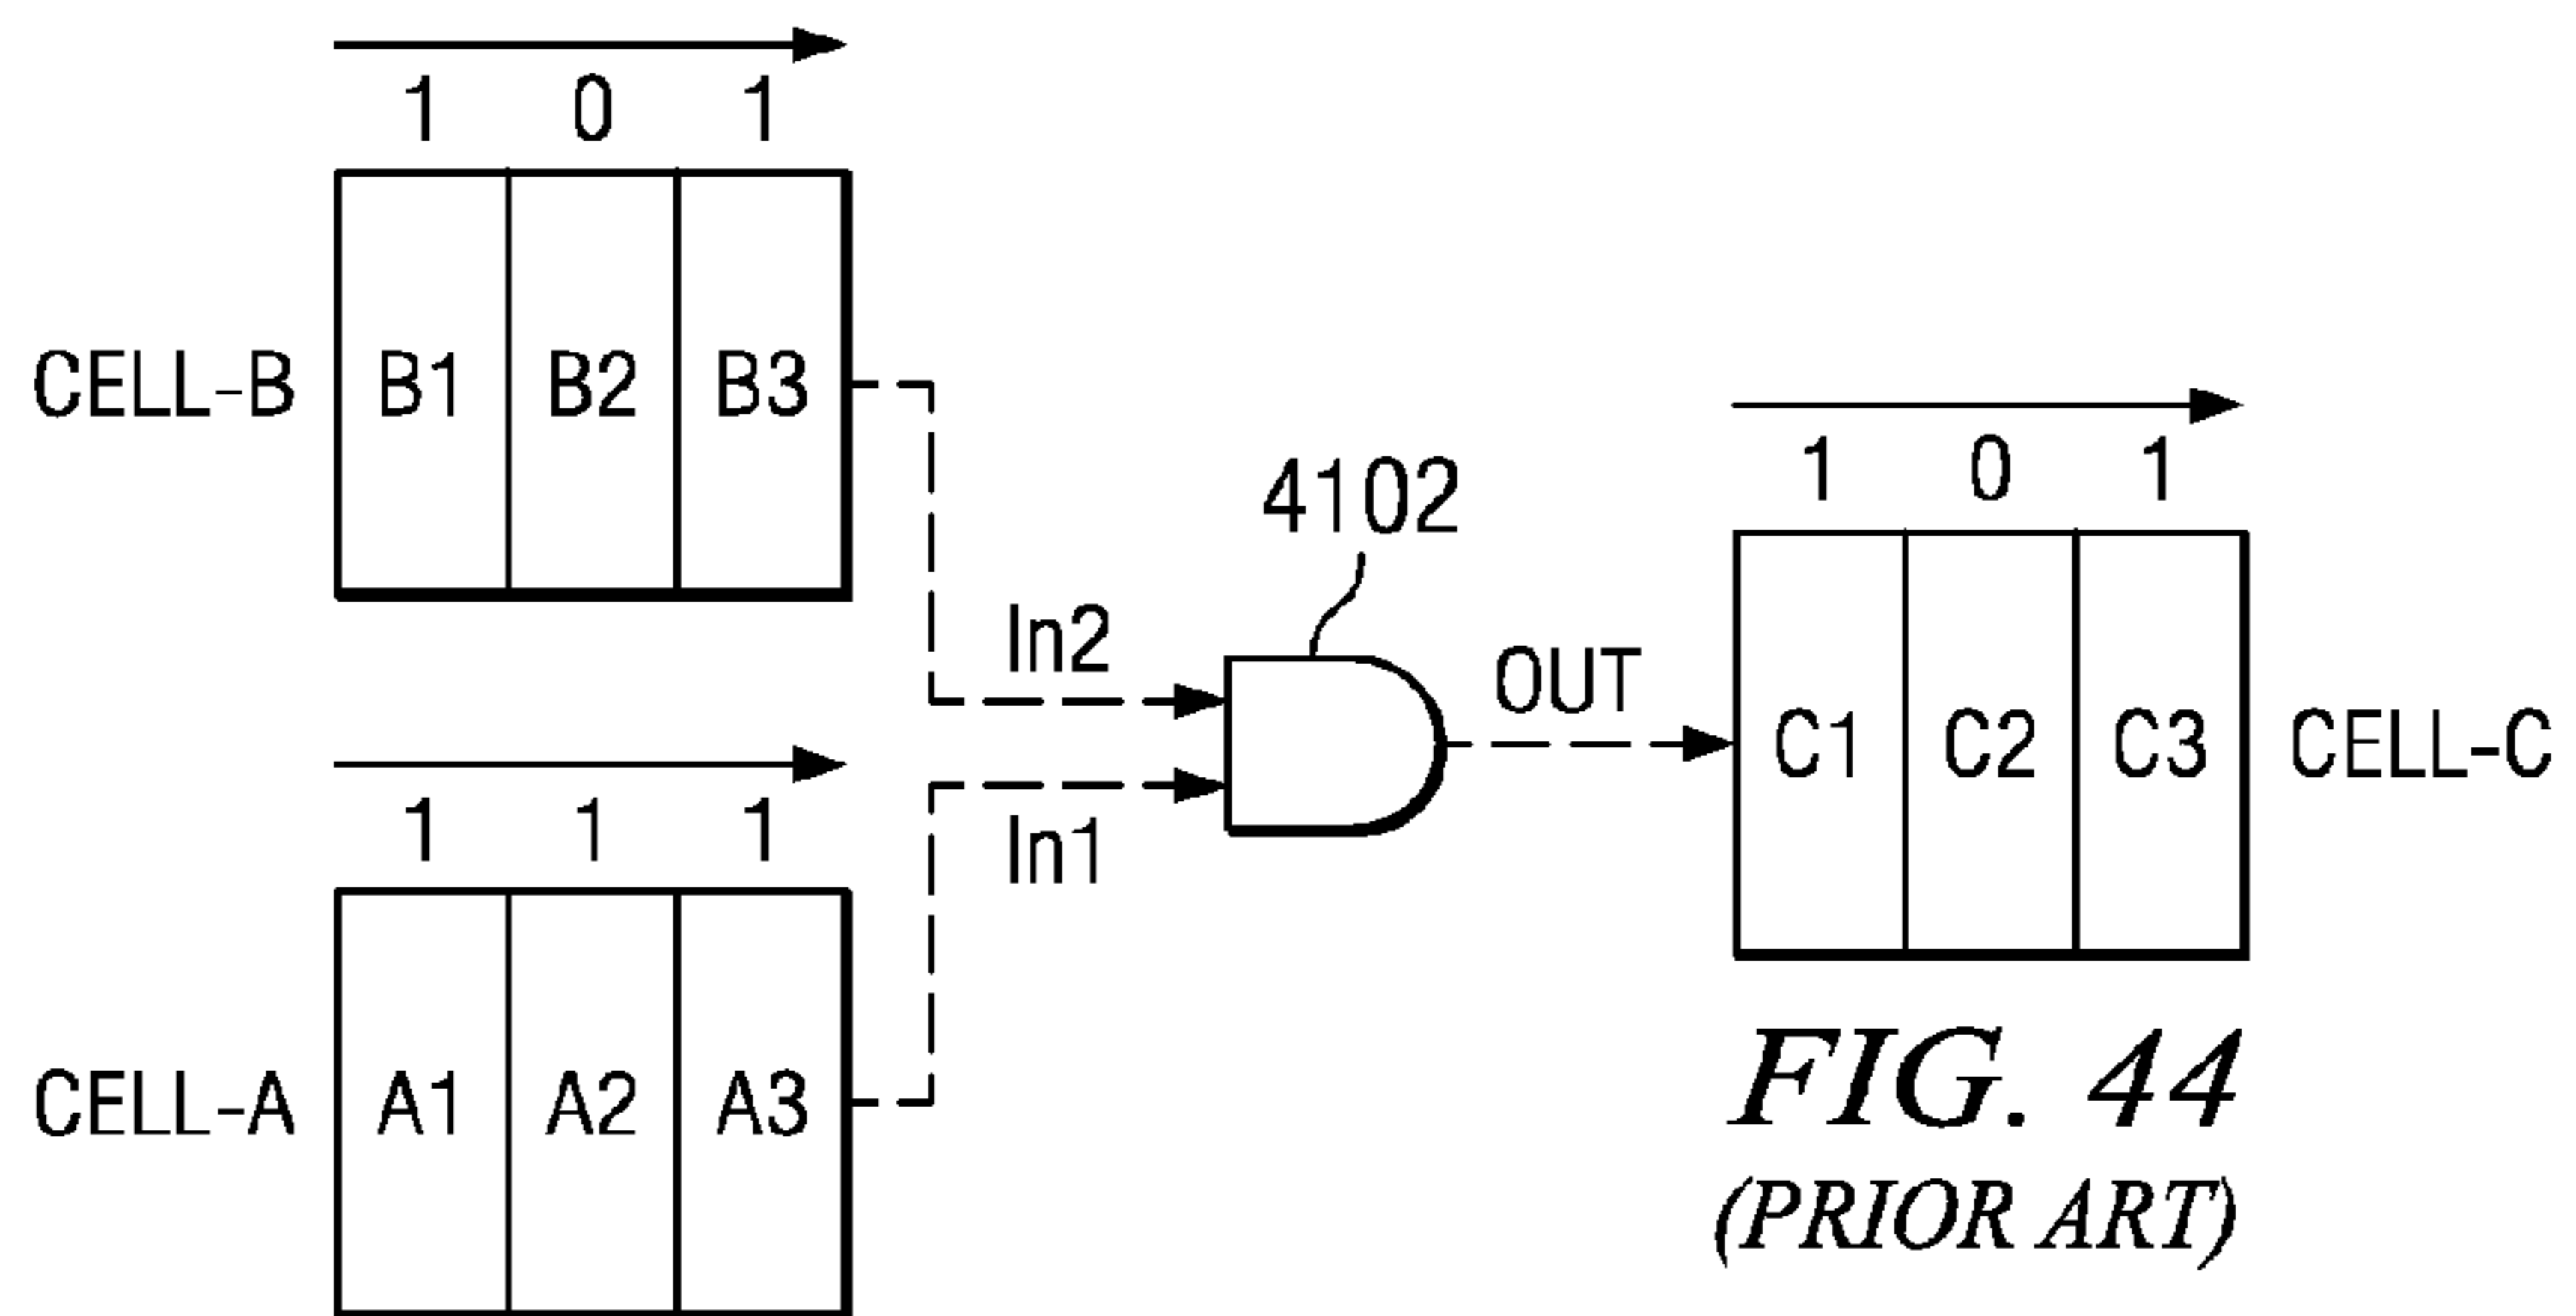 1 0 1
CELL-B B1 B2 B3
In2
1 1 1
In1
CELL-A A1 A2 A3
4102
OUT
1 0 1
C1 C2 C3 CELL-C
FIG. 44
(PRIOR ART)